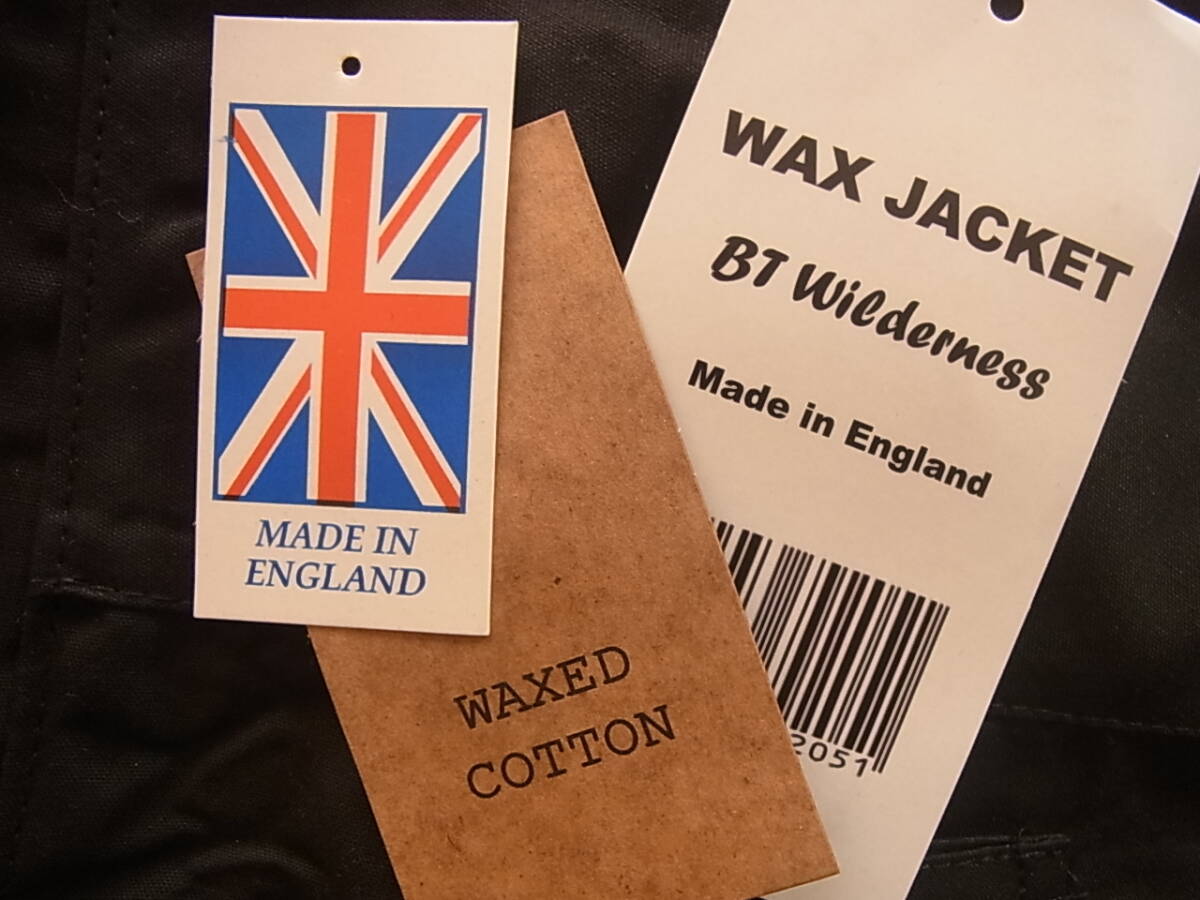 MADE IN
ENGLAND
WAXED
COTTON
WAX JACKET
BT Wilderness
Made in England
2051